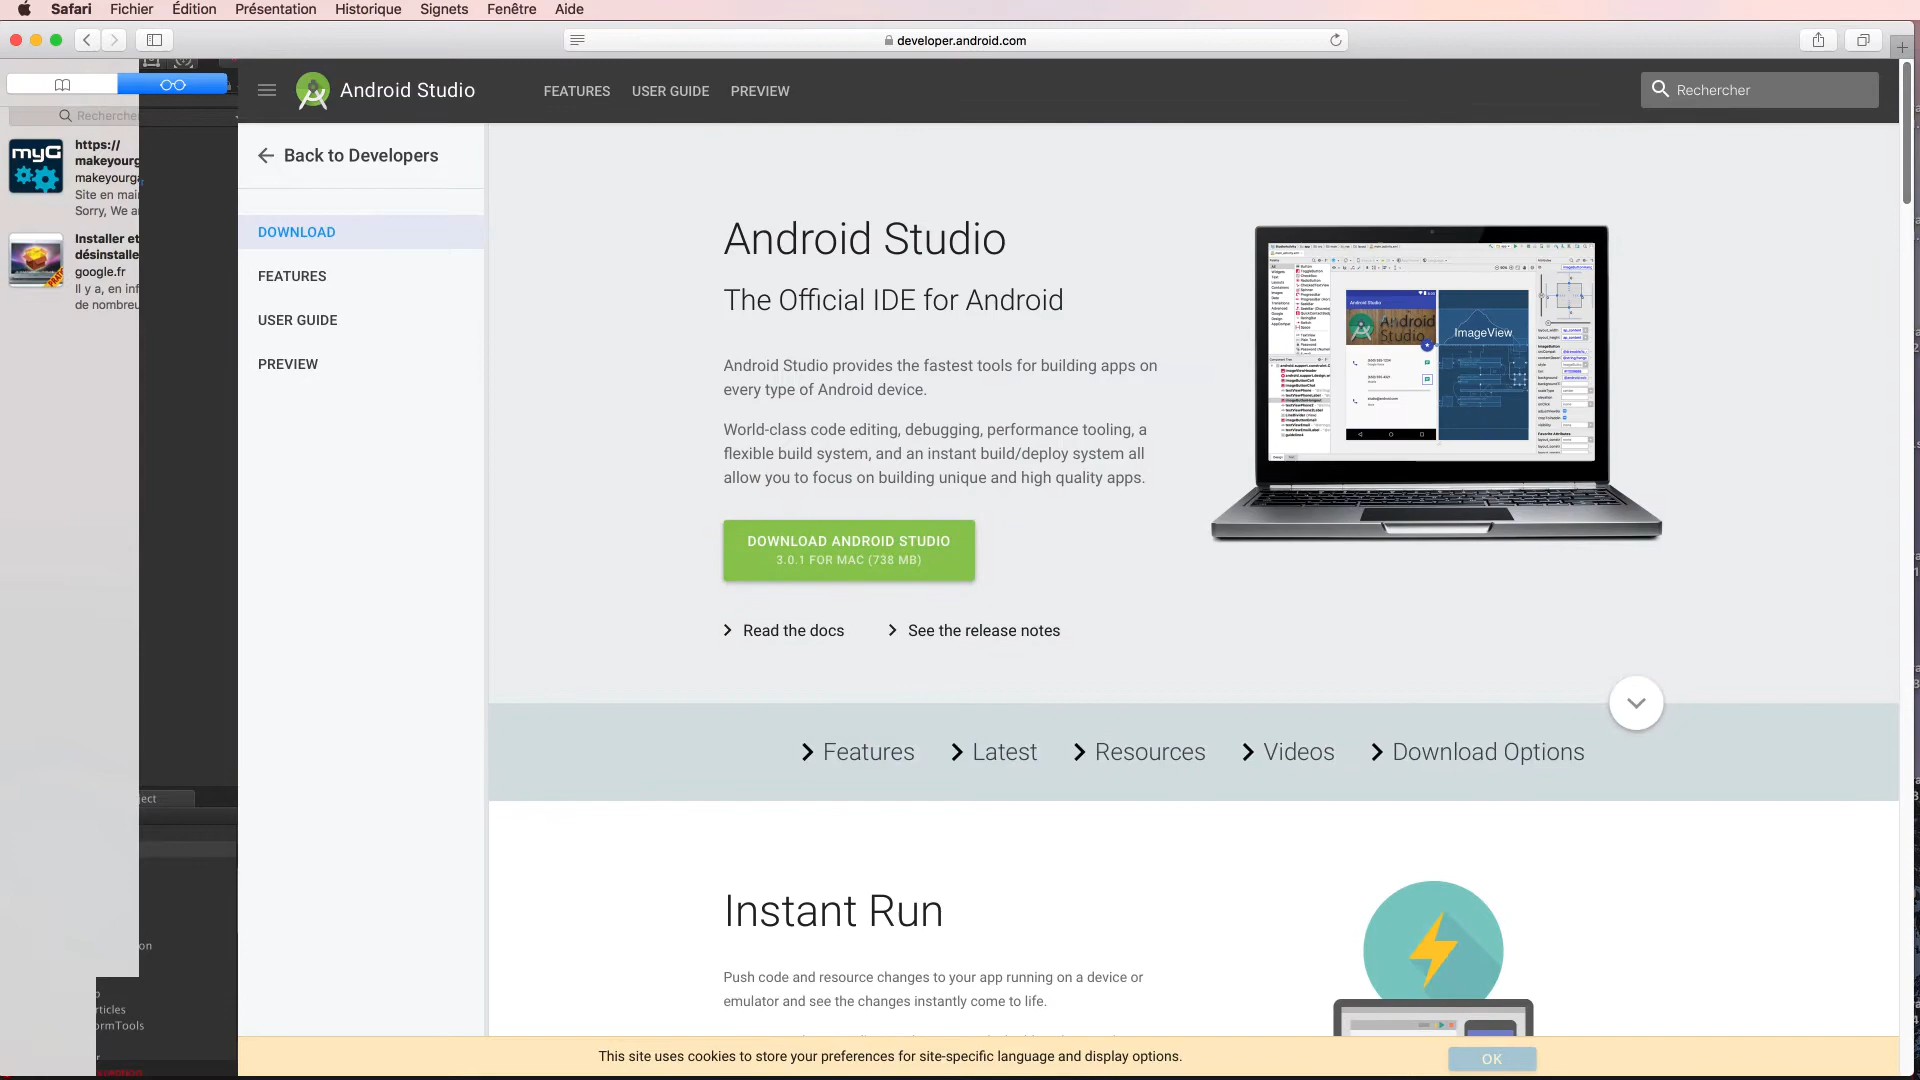 Safari Fichier Édition Présentation Historique Signets Fenêtre Aide
developer.android.com
Android Studio
FEATURES USER GUIDE PREVIEW
Rechercher
Rechercher
https://
makeyourg
makeyourga
Site en mai
Sorry, We a
Installer et
désinstalle
google.fr
Il y a, en inf
de nombreu
Back to Developers
DOWNLOAD
FEATURES
USER GUIDE
PREVIEW
Android Studio
The Official IDE for Android
Android Studio provides the fastest tools for building apps on
every type of Android device.
World-class code editing, debugging, performance tooling, a
flexible build system, and an instant build/deploy system all
allow you to focus on building unique and high quality apps.
DOWNLOAD ANDROID STUDIO
3.0.1 FOR MAC (738 MB)
Read the docs See the release notes
Android Studio
ImageView
Features Latest Resources Videos Download Options
Instant Run
Push code and resource changes to your app running on a device or
emulator and see the changes instantly come to life.
This site uses cookies to store your preferences for site-specific language and display options.
OK
ject
on
rticles
ormTools